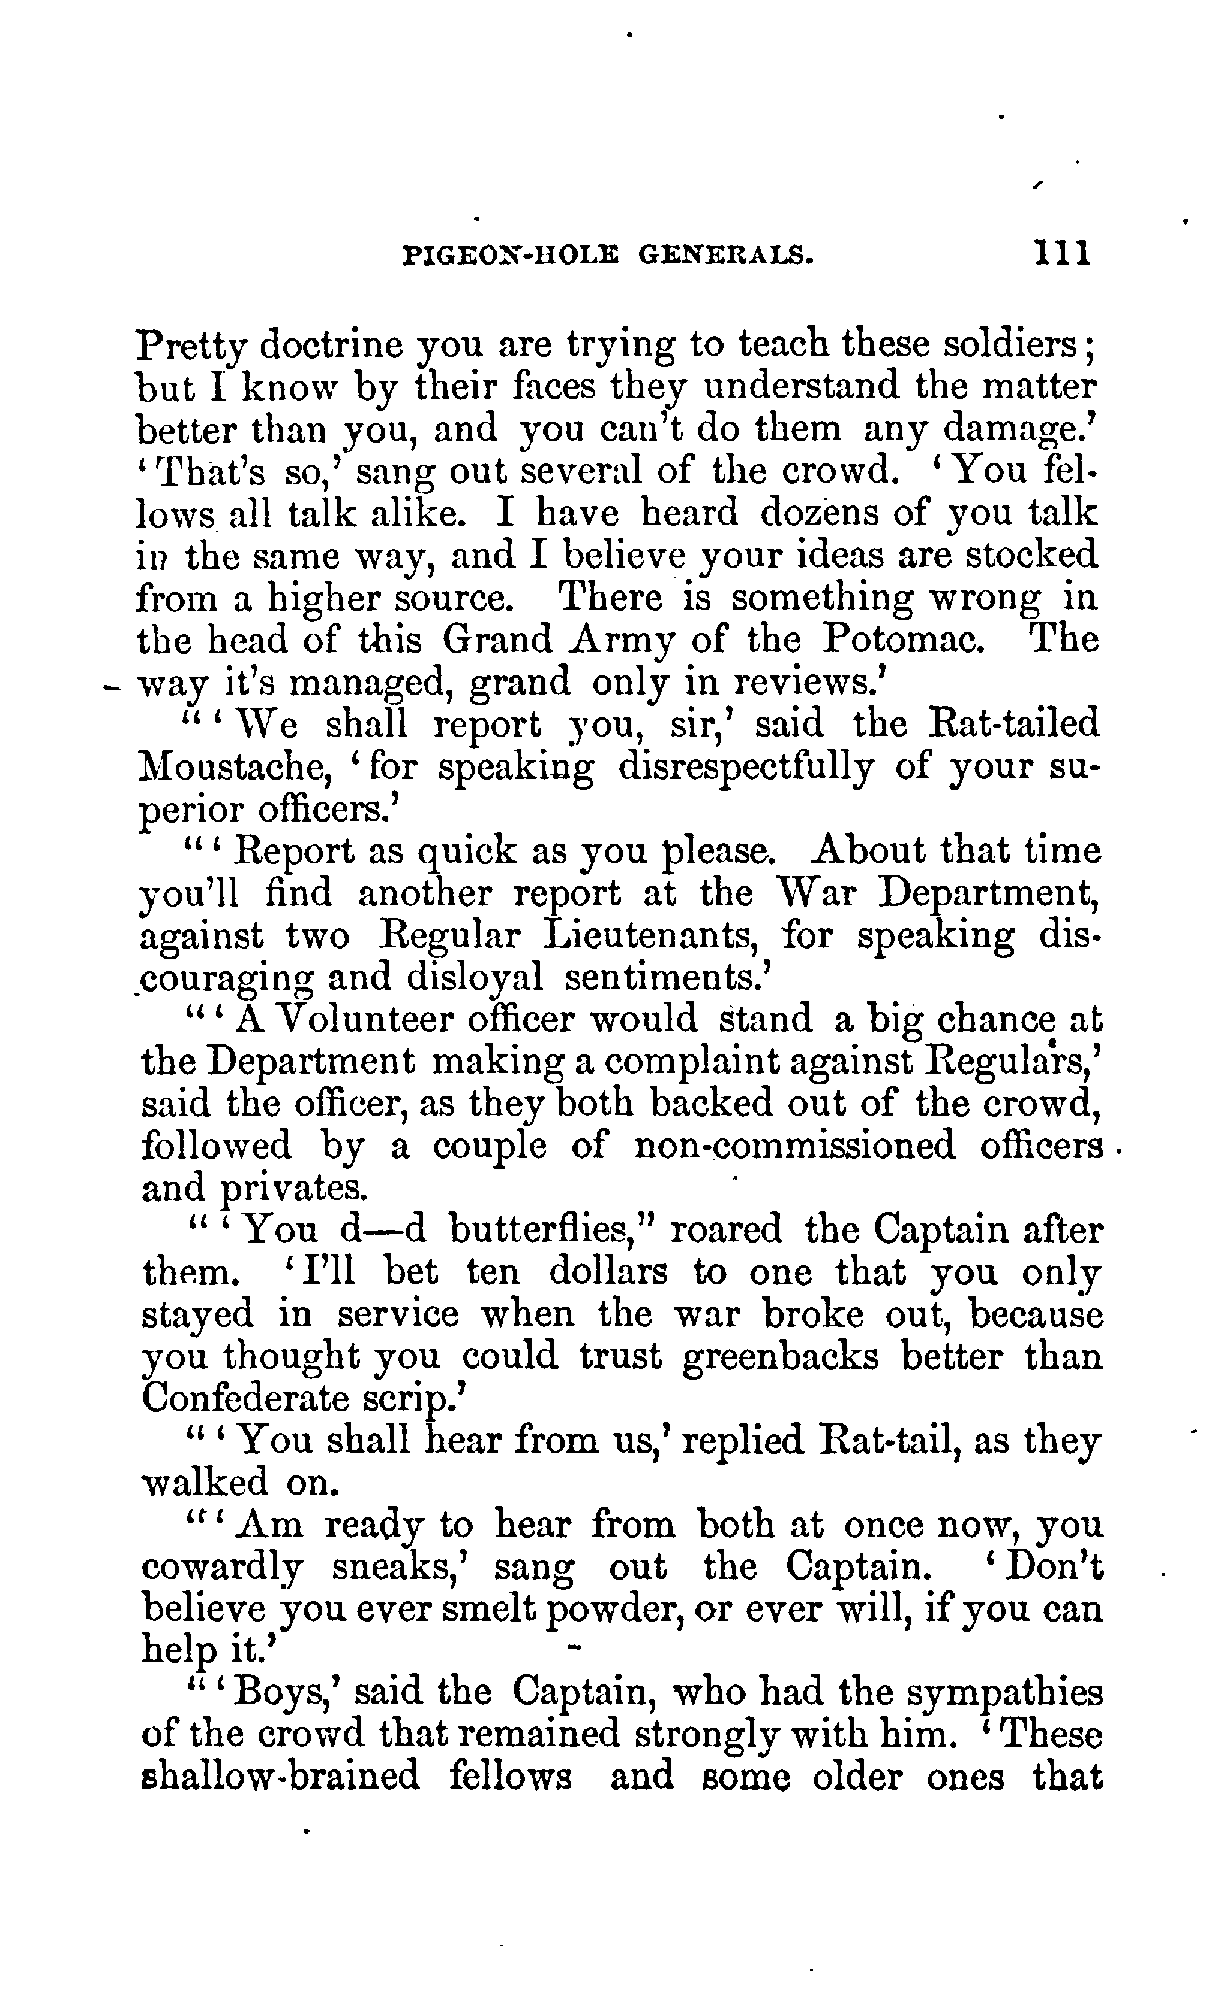 PIGEON-HOLE GENERALS. 111
Pretty doctrine you are trying to teach these soldiers;
but I know by their faces they understand the matter
better than you, and you can't do them any damage.'
'That's so,' sang out several of the crowd. 'You fel-
lows all talk alike. I have heard dozens of you talk
in the same way, and I believe your ideas are stocked
from a higher source. There is something wrong in
the head of this Grand Army of the Potomac. The
way it's managed, grand only in reviews.'
"'We shall report you, sir,' said the Rat-tailed
Moustache, 'for speaking disrespectfully of your su-
perior officers.'
"'Report as quick as you please. About that time
you'll find another report at the War Department,
against two Regular Lieutenants, for speaking dis-
couraging and disloyal sentiments.'
"'A Volunteer officer would stand a big chance at
the Department making a complaint against Regulars,'
said the officer, as they both backed out of the crowd,
followed by a couple of non-commissioned officers
and privates.
"'You d—d butterflies," roared the Captain after
them. 'I'll bet ten dollars to one that you only
stayed in service when the war broke out, because
you thought you could trust greenbacks better than
Confederate scrip.'
"'You shall hear from us,' replied Rat-tail, as they
walked on.
"'Am ready to hear from both at once now, you
cowardly sneaks,' sang out the Captain. 'Don't
believe you ever smelt powder, or ever will, if you can
help it.'
"'Boys,' said the Captain, who had the sympathies
of the crowd that remained strongly with him. 'These
shallow-brained fellows and some older ones that